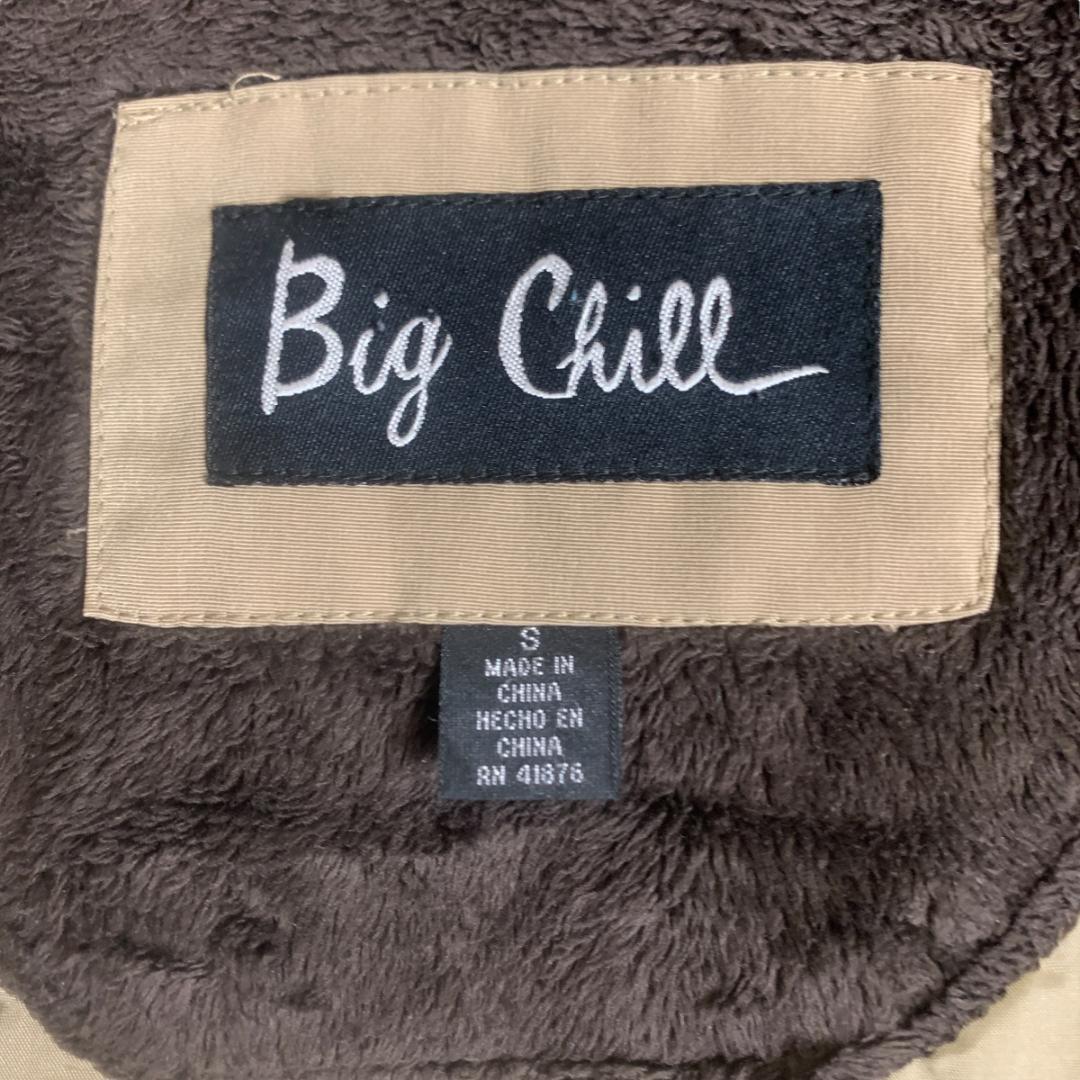 Big Chill
S
MADE IN
CHINA
HECHO EN
CHINA
RN 41876